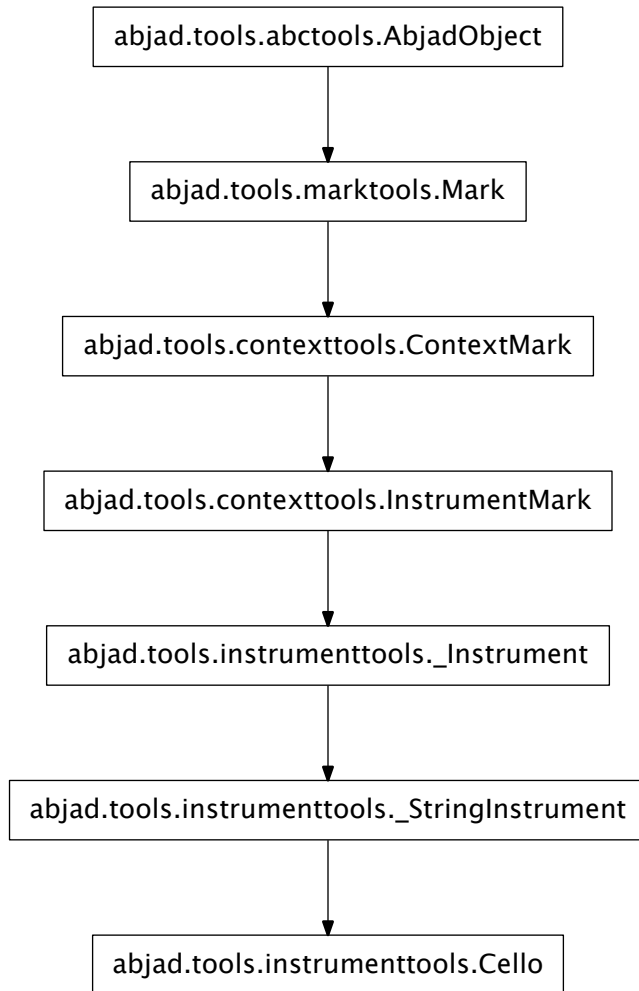 abjad.tools.abctools.AbjadObject
abjad.tools.marktools.Mark
abjad.tools.contexttools.ContextMark
abjad.tools.contexttools.InstrumentMark
abjad.tools.instrumenttools._Instrument
abjad.tools.instrumenttools._StringInstrument
abjad.tools.instrumenttools.Cello